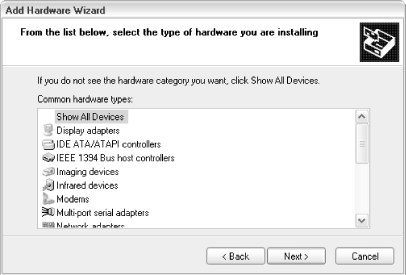 Add Hardware Wizard
From the list below, select the type of hardware you are installing
If you do not see the hardware category you want, click Show All Devices.
Common hardware types:
Show All Devices
Display adapters
IDE ATA/ATAPI controllers
IEEE 1394 Bus host controllers
Imaging devices
Infrared devices
Modems
Multi-port serial adapters
Network adapters
< Back
Next >
Cancel